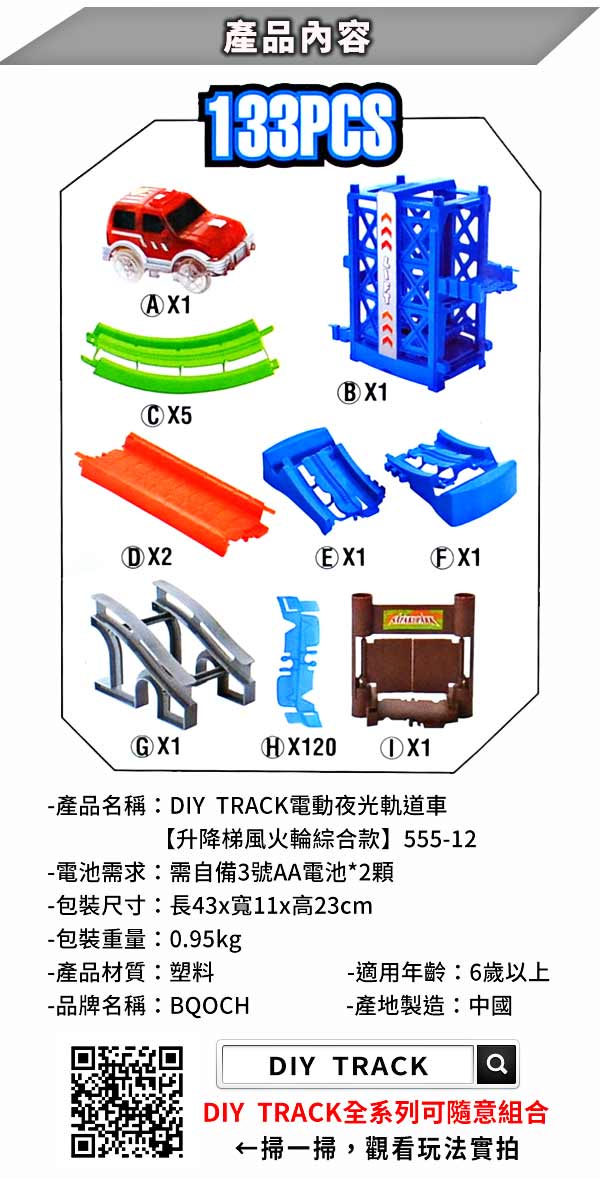 產品內容
133PCS
LIFT
Ⓐ X1
Ⓑ X1
Ⓒ X5
Ⓓ X2
Ⓔ X1
Ⓕ X1
Ⓖ X1
Ⓗ X120
Ⓘ X1
-產品名稱：DIY TRACK電動夜光軌道車
【升降梯風火輪綜合款】555-12
-電池需求：需自備3號AA電池*2顆
-包裝尺寸：長43x寬11x高23cm
-包裝重量：0.95kg
-產品材質：塑料
-適用年齡：6歲以上
-品牌名稱：BQOCH
-產地製造：中國
DIY TRACK
DIY TRACK全系列可隨意組合
←掃一掃，觀看玩法實拍